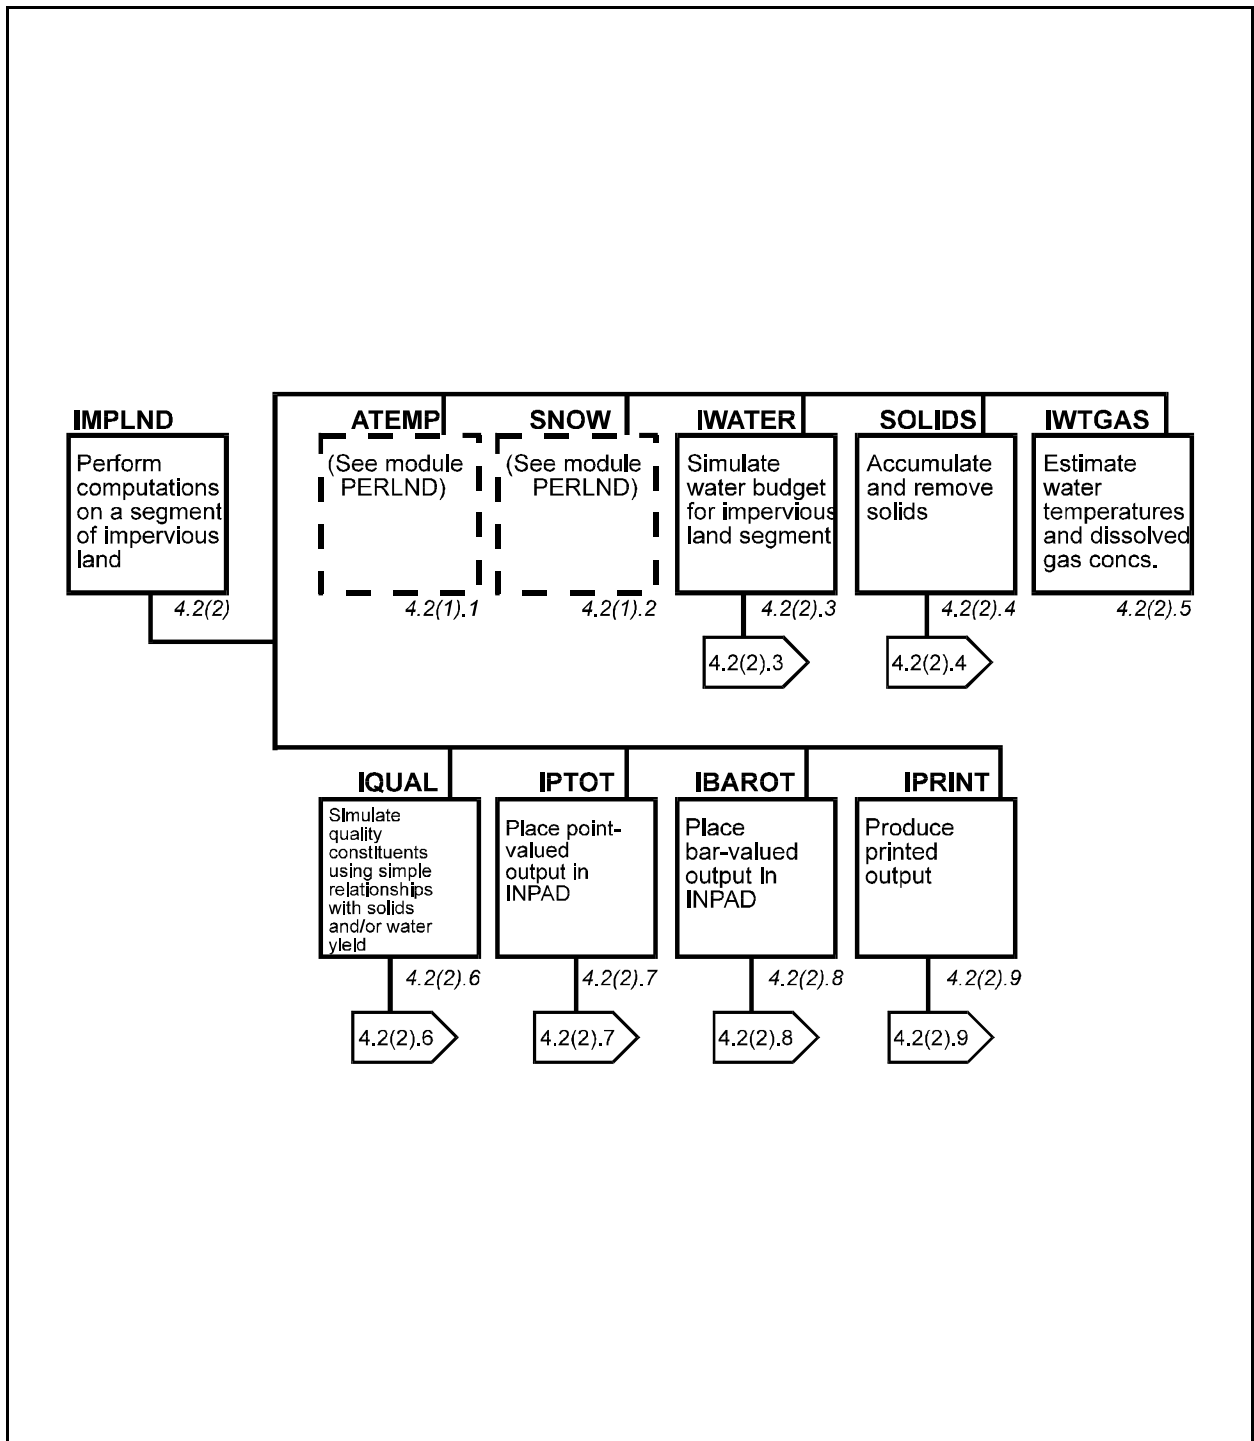 IMPLND
Perform
computations
on a segment
of impervious
land
4.2(2)
ATEMP
(See module
PERLND)
4.2(1).1
SNOW
(See module
PERLND)
4.2(1).2
IWATER
Simulate
water budget
for impervious
land segment
4.2(2).3
4.2(2).3
SOLIDS
Accumulate
and remove
solids
4.2(2).4
4.2(2).4
IWTGAS
Estimate
water
temperatures
and dissolved
gas concs.
4.2(2).5
IQUAL
Simulate
quality
constituents
using simple
relationships
with solids
and/or water
yield
4.2(2).6
4.2(2).6
IPTOT
Place point-
valued
output in
INPAD
4.2(2).7
4.2(2).7
IBAROT
Place
bar-valued
output In
INPAD
4.2(2).8
4.2(2).8
IPRINT
Produce
printed
output
4.2(2).9
4.2(2).9